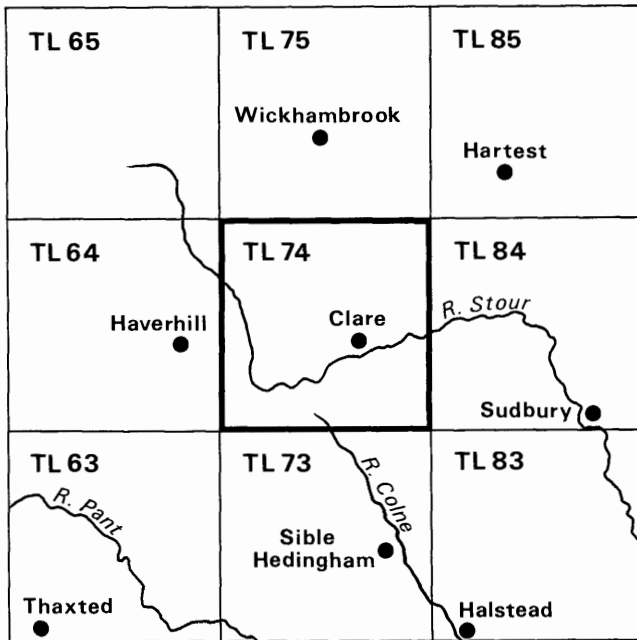 TL 65
TL 75
TL 85
Wickhambrook
Hartest
TL 64
TL 74
TL 84
Haverhill
Clare
R. Stour
Sudbury
TL 63
TL 73
TL 83
R. Pant
R. Colne
Sible
Hedingham
Thaxted
Halstead